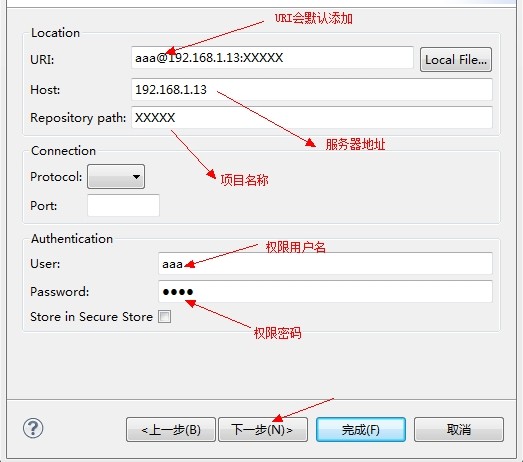 URI会默认添加
Location
URI: aaa@192.168.1.13:XXXXX Local File...
Host: 192.168.1.13
Repository path: XXXXX
服务器地址
Connection
Protocol:
项目名称
Port:
Authentication
权限用户名
User: aaa
Password: ●●●●
Store in Secure Store
权限密码
? <上一步(B) 下一步(N)> 完成(F) 取消